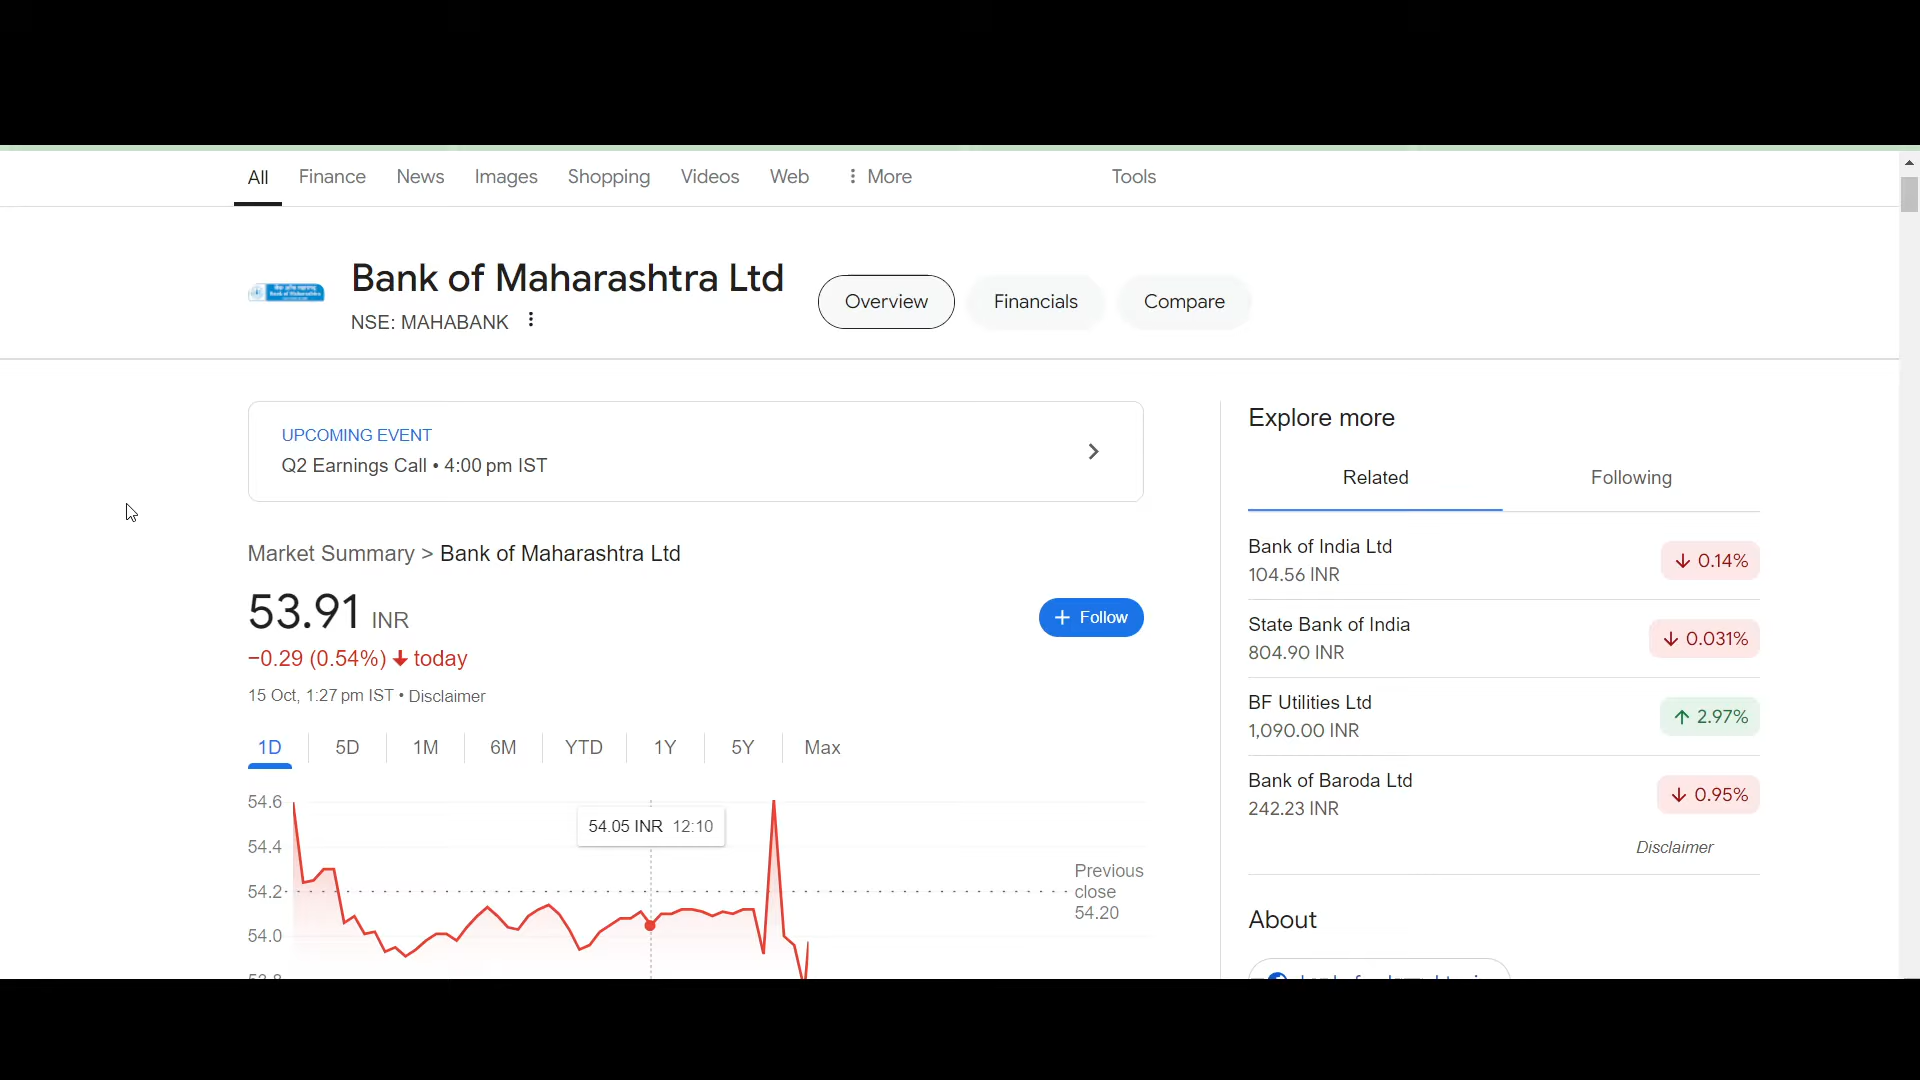 All Finance News Images Shopping Videos Web More Tools
Bank of Maharashtra Ltd
NSE: MAHABANK
Overview Financials Compare
UPCOMING EVENT
Q2 Earnings Call • 4:00 pm IST
Market Summary > Bank of Maharashtra Ltd
53.91 INR
+ Follow
−0.29 (0.54%) ↓ today
15 Oct, 1:27 pm IST • Disclaimer
1D 5D 1M 6M YTD 1Y 5Y Max
54.6
54.05 INR 12:10
54.4
54.2
Previous
close
54.20
54.0
53.8
Explore more
Related Following
Bank of India Ltd
104.56 INR
↓ 0.14%
State Bank of India
804.90 INR
↓ 0.031%
BF Utilities Ltd
1,090.00 INR
↑ 2.97%
Bank of Baroda Ltd
242.23 INR
↓ 0.95%
Disclaimer
About